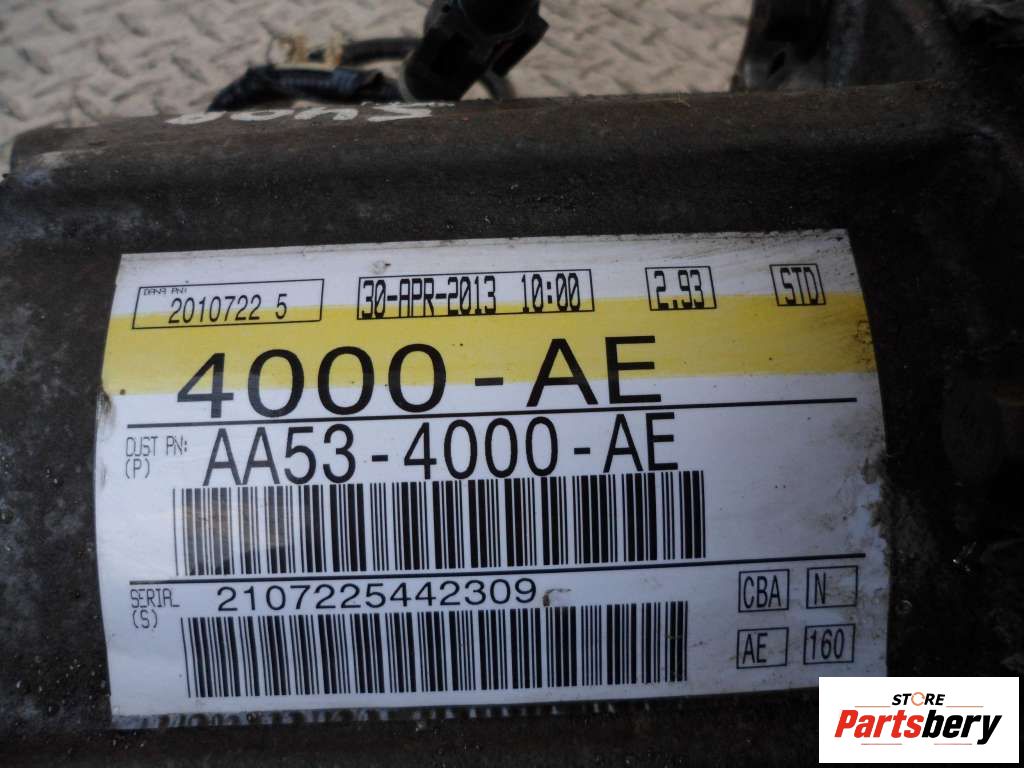 DANA PN:
2010722 5
30-APR-2013 10:00
2.93
STD
4000-AE
CUST PN:
(P)
AA53-4000-AE
SERIAL
(S)
2107225442309
CBA N
AE 160
STORE
Partsbery